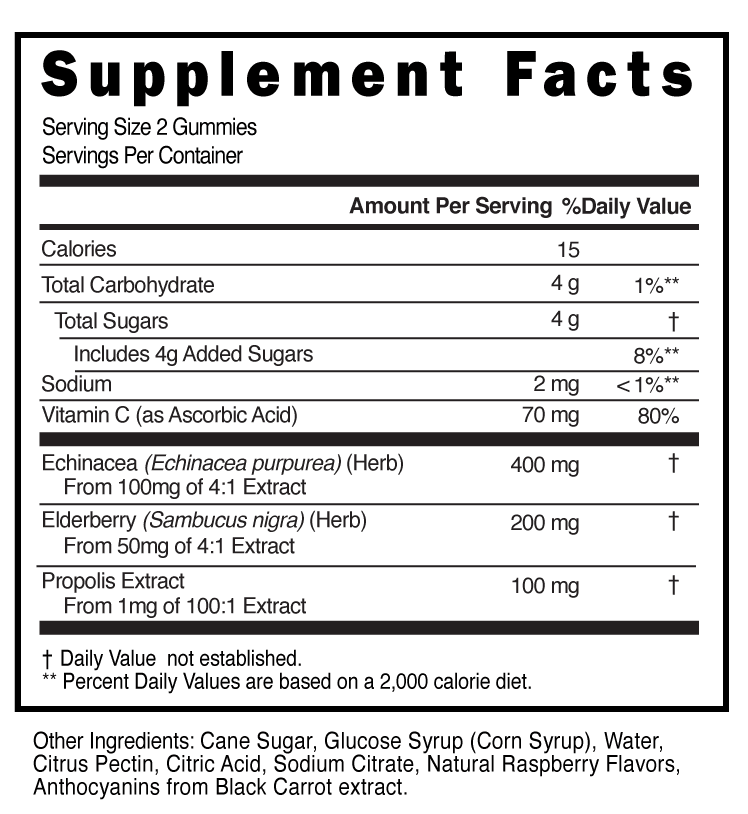 Supplement Facts
Serving Size 2 Gummies
Servings Per Container
Amount Per Serving %Daily Value
Calories 15
Total Carbohydrate 4 g 1%**
Total Sugars 4 g †
Includes 4g Added Sugars 8%**
Sodium 2 mg <1%**
Vitamin C (as Ascorbic Acid) 70 mg 80%
Echinacea (Echinacea purpurea) (Herb) 400 mg †
From 100mg of 4:1 Extract
Elderberry (Sambucus nigra) (Herb) 200 mg †
From 50mg of 4:1 Extract
Propolis Extract 100 mg †
From 1mg of 100:1 Extract
† Daily Value not established.
** Percent Daily Values are based on a 2,000 calorie diet.
Other Ingredients: Cane Sugar, Glucose Syrup (Corn Syrup), Water,
Citrus Pectin, Citric Acid, Sodium Citrate, Natural Raspberry Flavors,
Anthocyanins from Black Carrot extract.